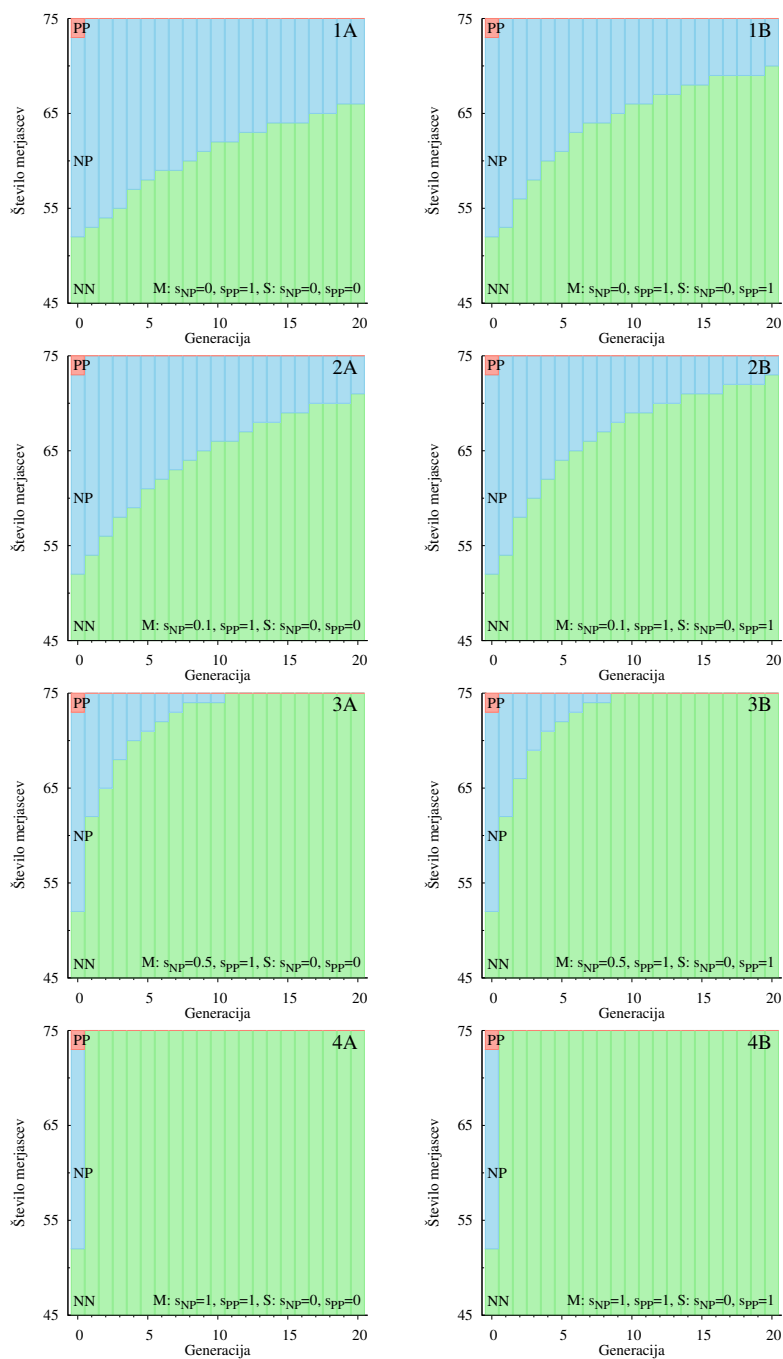 75 PP 1A
65
NP
55
NN M: sNP=0, sPP=1, S: sNP=0, sPP=0
45
0 5 10 15 20
Generacija
Število merjascev
75 PP 1B
65
NP
55
NN M: sNP=0, sPP=1, S: sNP=0, sPP=1
45
0 5 10 15 20
Generacija
Število merjascev
75 PP 2A
65
NP
55
NN M: sNP=0.1, sPP=1, S: sNP=0, sPP=0
45
0 5 10 15 20
Generacija
Število merjascev
75 PP 2B
65
NP
55
NN M: sNP=0.1, sPP=1, S: sNP=0, sPP=1
45
0 5 10 15 20
Generacija
Število merjascev
75 PP 3A
65
NP
55
NN M: sNP=0.5, sPP=1, S: sNP=0, sPP=0
45
0 5 10 15 20
Generacija
Število merjascev
75 PP 3B
65
NP
55
NN M: sNP=0.5, sPP=1, S: sNP=0, sPP=1
45
0 5 10 15 20
Generacija
Število merjascev
75 PP 4A
65
NP
55
NN M: sNP=1, sPP=1, S: sNP=0, sPP=0
45
0 5 10 15 20
Generacija
Število merjascev
75 PP 4B
65
NP
55
NN M: sNP=1, sPP=1, S: sNP=0, sPP=1
45
0 5 10 15 20
Generacija
Število merjascev